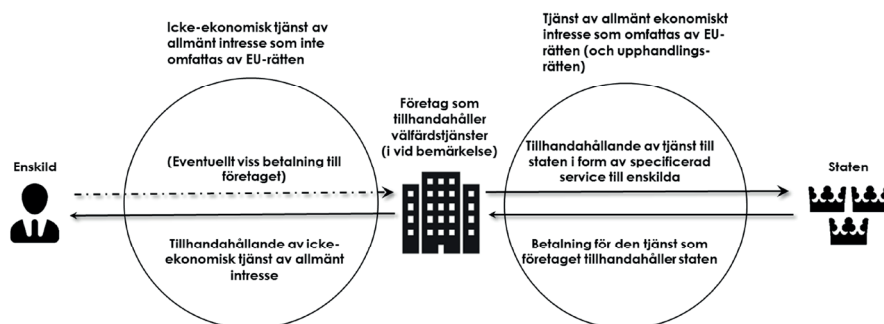 Icke-ekonomisk tjänst av
allmänt intresse som inte
omfattas av EU-rätten
Tjänst av allmänt ekonomiskt
intresse som omfattas av EU-
rätten (och upphandlings-
rätten)
Företag som
tillhandahåller
välfärdstjänster
(i vid bemärkelse)
Enskild
(Eventuellt viss betalning till
företaget)
Tillhandahållande av tjänst till
staten i form av specificerad
service till enskilda
Staten
Tillhandahållande av icke-
ekonomisk tjänst av allmänt
intresse
Betalning för den tjänst som
företaget tillhandahåller staten